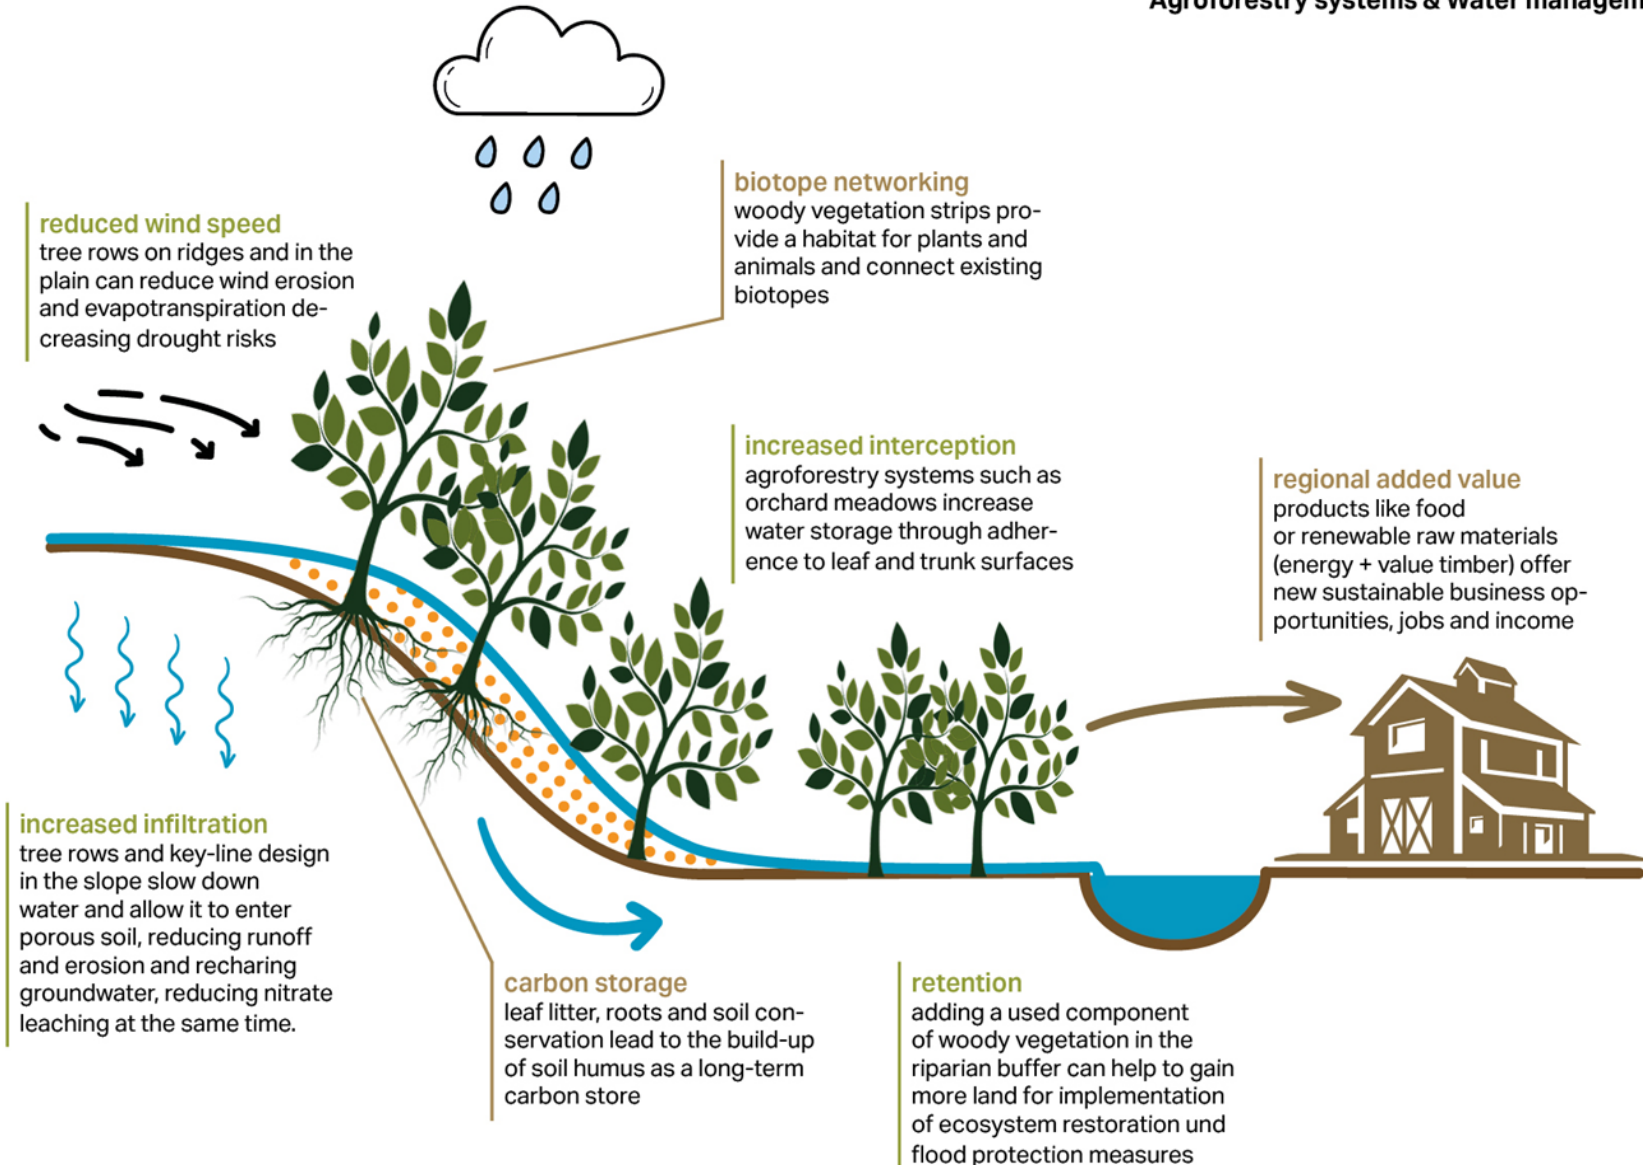 Agroforestry systems & Water managem
biotope networking
woody vegetation strips pro-
vide a habitat for plants and
animals and connect existing
biotopes
reduced wind speed
tree rows on ridges and in the
plain can reduce wind erosion
and evapotranspiration de-
creasing drought risks
increased interception
agroforestry systems such as
orchard meadows increase
water storage through adher-
ence to leaf and trunk surfaces
regional added value
products like food
or renewable raw materials
(energy + value timber) offer
new sustainable business op-
portunities, jobs and income
increased infiltration
tree rows and key-line design
in the slope slow down
water and allow it to enter
porous soil, reducing runoff
and erosion and recharing
groundwater, reducing nitrate
leaching at the same time.
carbon storage
leaf litter, roots and soil con-
servation lead to the build-up
of soil humus as a long-term
carbon store
retention
adding a used component
of woody vegetation in the
riparian buffer can help to gain
more land for implementation
of ecosystem restoration und
flood protection measures